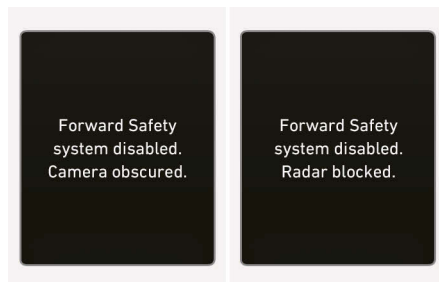 Forward Safety
system disabled.
Camera obscured.
Forward Safety
system disabled.
Radar blocked.